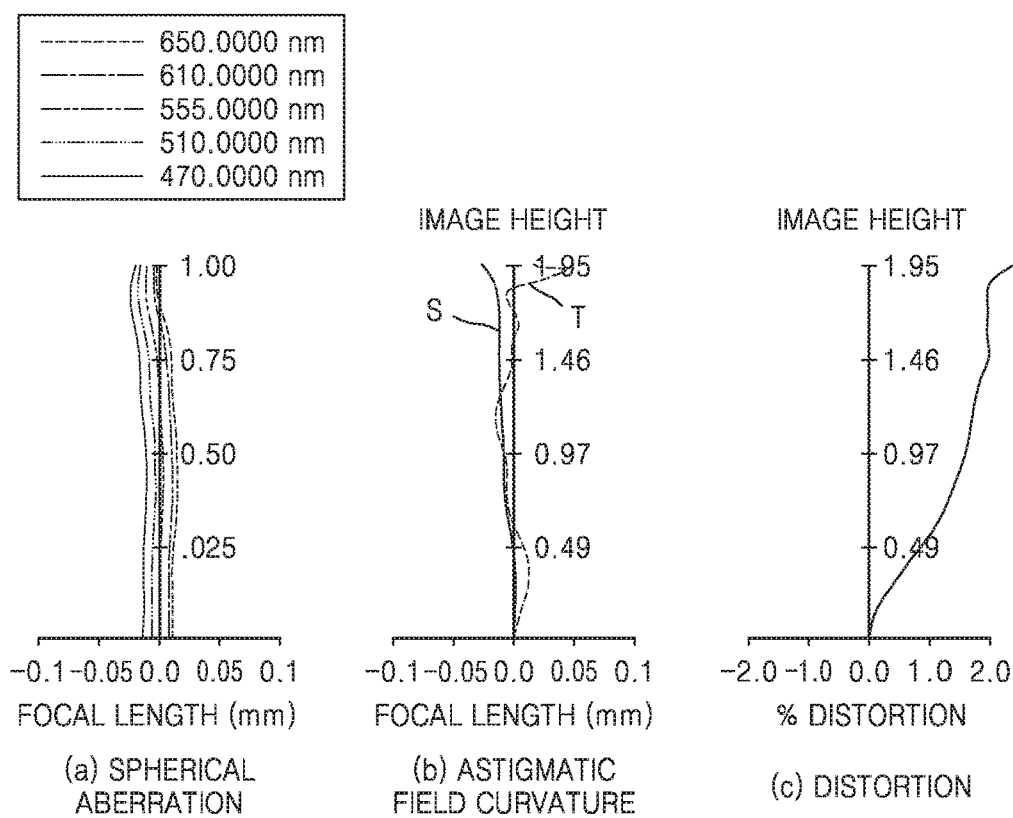 650.0000 nm
610.0000 nm
555.0000 nm
510.0000 nm
470.0000 nm
1.00
0.75
0.50
.025
-0.1 -0.05 0.0 0.05 0.1
FOCAL LENGTH (mm)
(a) SPHERICAL
ABERRATION
IMAGE HEIGHT
1.95
S
T
1.46
0.97
0.49
-0.1 -0.05 0.0 0.05 0.1
FOCAL LENGTH (mm)
(b) ASTIGMATIC
FIELD CURVATURE
IMAGE HEIGHT
1.95
1.46
0.97
0.49
-2.0 -1.0 0.0 1.0 2.0
% DISTORTION
(c) DISTORTION